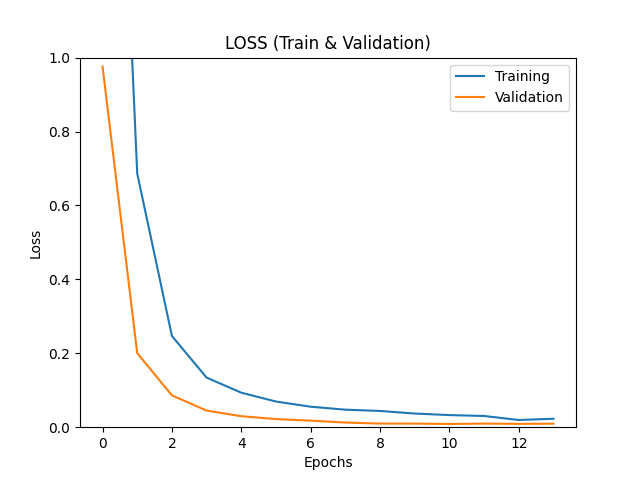 LOSS (Train & Validation)
Training
Validation
1.0
0.8
0.6
0.4
0.2
0.0
Loss
0 2 4 6 8 10 12
Epochs